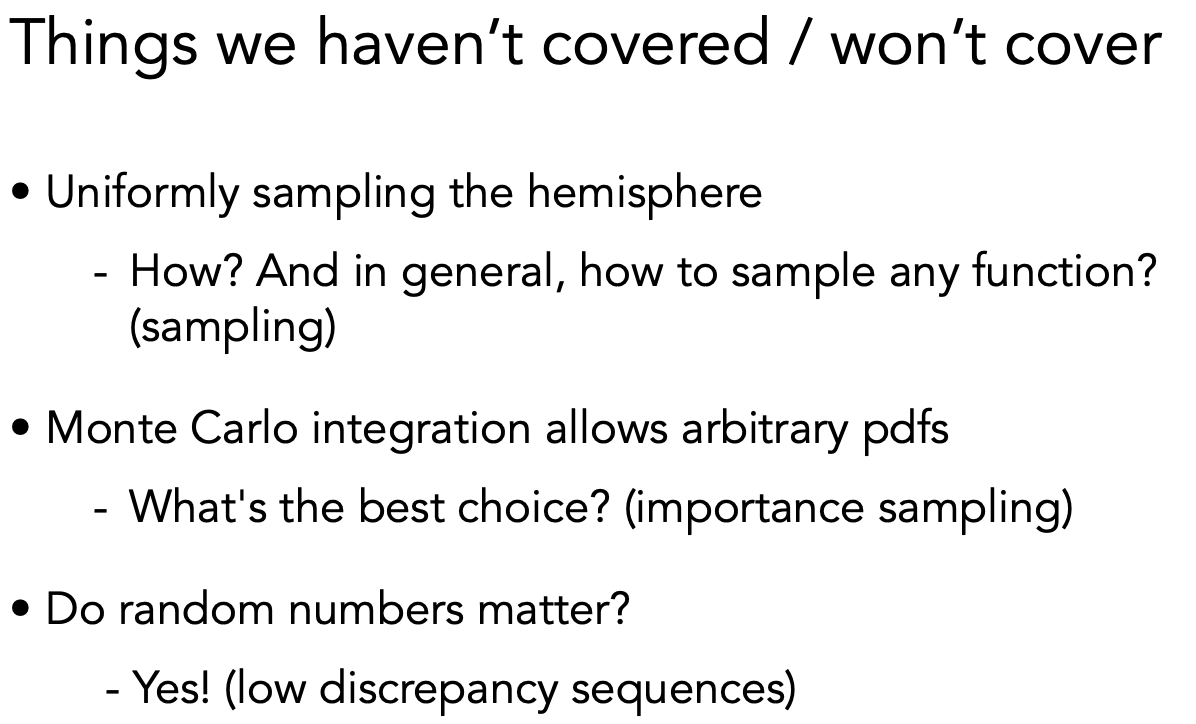 Things we haven’t covered / won’t cover
• Uniformly sampling the hemisphere
- How? And in general, how to sample any function?
(sampling)
• Monte Carlo integration allows arbitrary pdfs
- What's the best choice? (importance sampling)
• Do random numbers matter?
- Yes! (low discrepancy sequences)